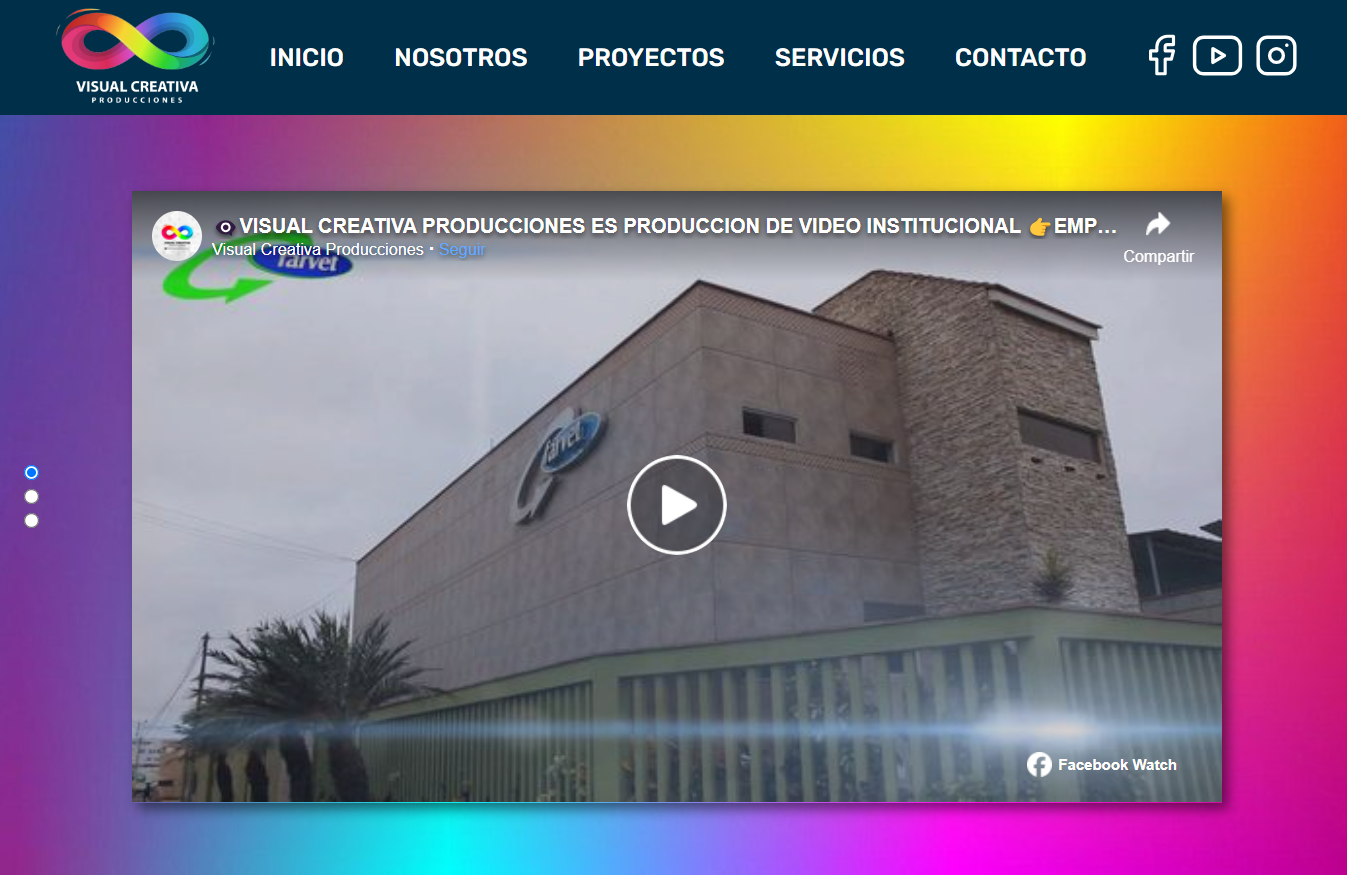 VISUAL CREATIVA
PRODUCCIONES
INICIO
NOSOTROS
PROYECTOS
SERVICIOS
CONTACTO
VISUAL CREATIVA PRODUCCIONES ES PRODUCCION DE VIDEO INSTITUCIONAL 👉EMP...
Visual Creativa Producciones · Seguir
Compartir
farvet
farvet
Facebook Watch